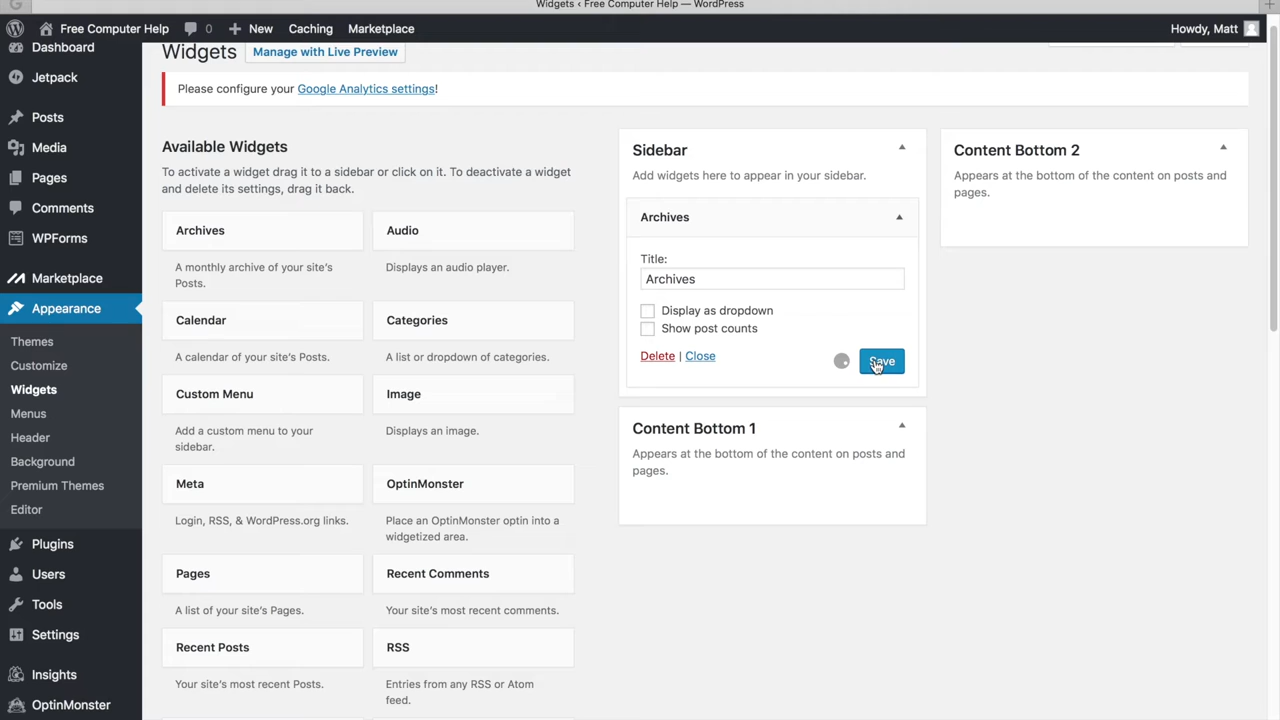 Widgets ‹ Free Computer Help — WordPress
Free Computer Help
0
New
Caching
Marketplace
Howdy, Matt
Dashboard
Jetpack
Posts
Media
Pages
Comments
WPForms
Marketplace
Appearance
Themes
Customize
Widgets
Menus
Header
Background
Premium Themes
Editor
Plugins
Users
Tools
Settings
Insights
OptinMonster
Widgets
Manage with Live Preview
Please configure your Google Analytics settings!
Available Widgets
To activate a widget drag it to a sidebar or click on it. To deactivate a widget
and delete its settings, drag it back.
Archives
A monthly archive of your site's
Posts.
Audio
Displays an audio player.
Calendar
A calendar of your site's Posts.
Categories
A list or dropdown of categories.
Custom Menu
Add a custom menu to your
sidebar.
Image
Displays an image.
Meta
Login, RSS, & WordPress.org links.
OptinMonster
Place an OptinMonster optin into a
widgetized area.
Pages
A list of your site's Pages.
Recent Comments
Your site's most recent comments.
Recent Posts
Your site's most recent Posts.
RSS
Entries from any RSS or Atom
feed.
Sidebar
Add widgets here to appear in your sidebar.
Archives
Title:
Archives
Display as dropdown
Show post counts
Delete | Close
Save
Content Bottom 1
Appears at the bottom of the content on posts and
pages.
Content Bottom 2
Appears at the bottom of the content on posts and
pages.